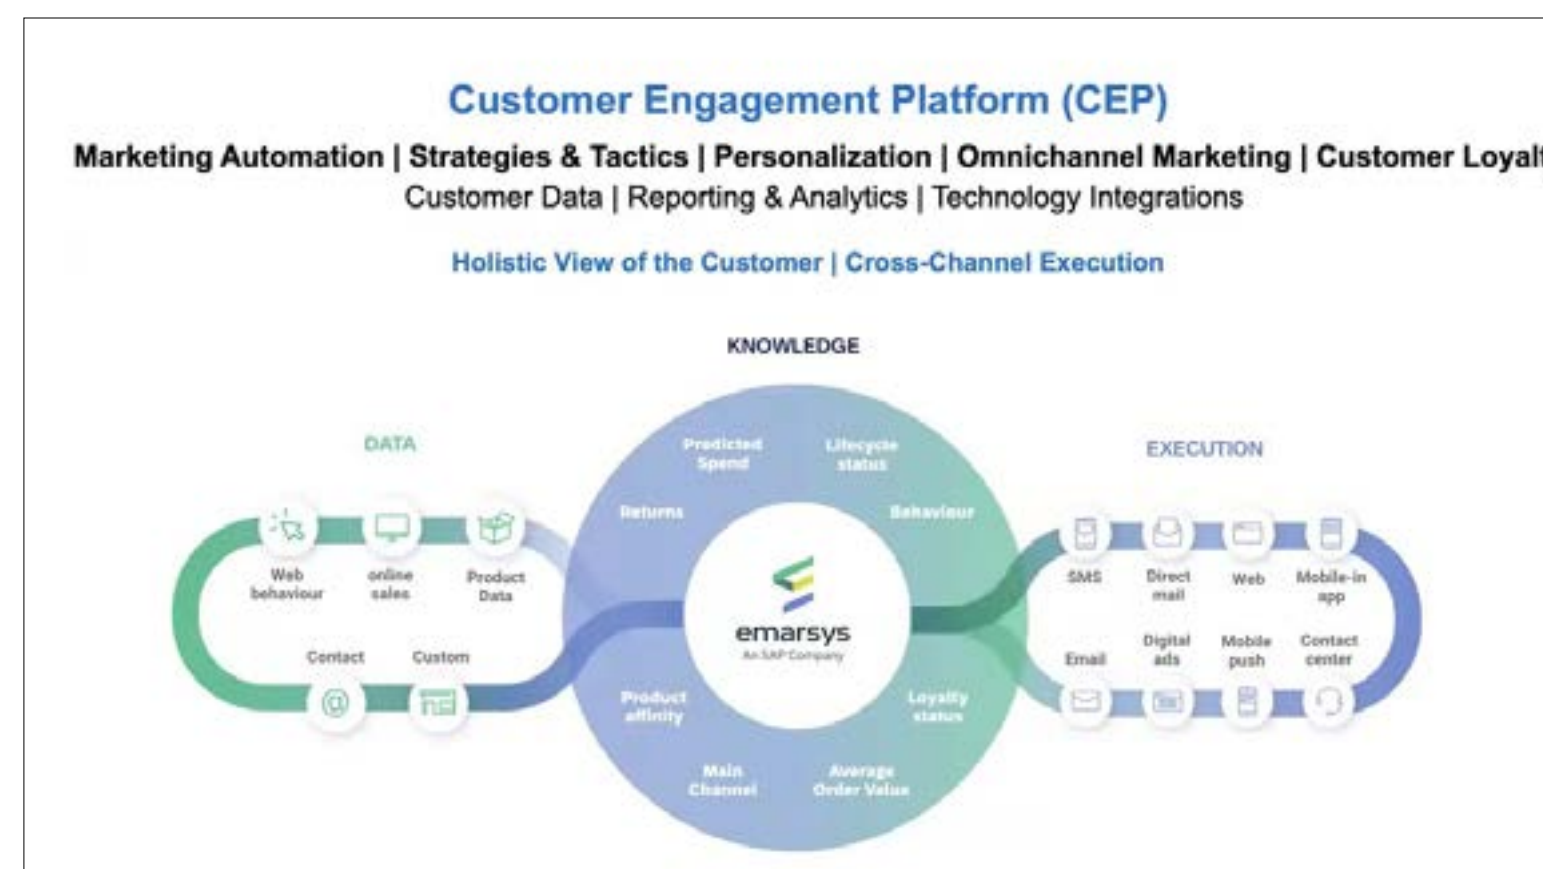 Customer Engagement Platform (CEP)
Marketing Automation | Strategies & Tactics | Personalization | Omnichannel Marketing | Customer Loyalt
Customer Data | Reporting & Analytics | Technology Integrations
Holistic View of the Customer | Cross-Channel Execution
KNOWLEDGE
DATA
Web
behaviour
online
sales
Product
Data
Contact
Custom
Predicted
Spend
Lifecycle
status
Returns
Behaviour
emarsys
An SAP Company
Product
affinity
Loyalty
status
Main
Channel
Average
Order Value
EXECUTION
SMS
Direct
mail
Web
Mobile-in
app
Email
Digital
ads
Mobile
push
Contact
center